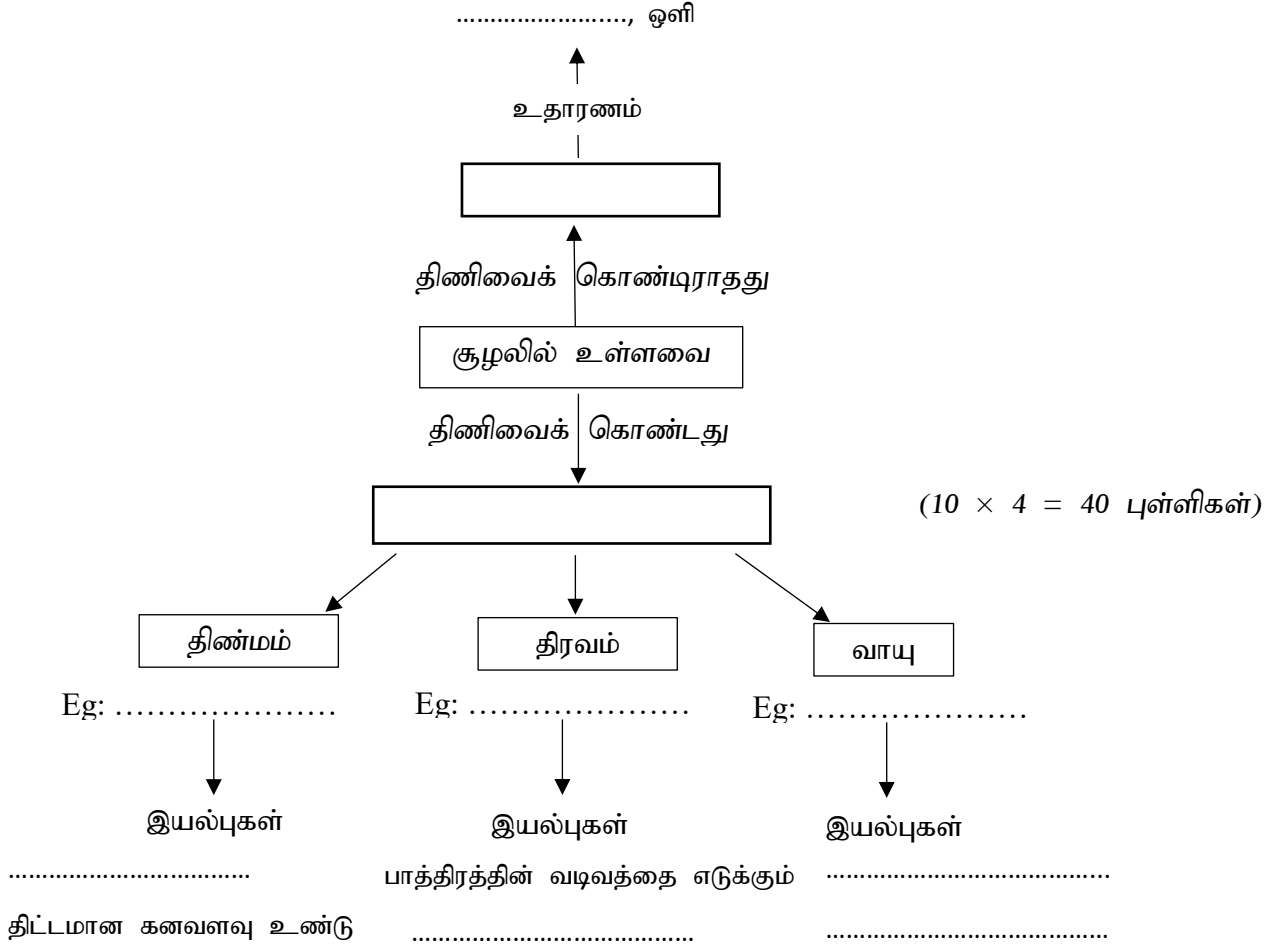 ........................., ஒளி
உதாரணம்
திணிவைக் கொண்டிராதது
சூழலில் உள்ளவை
திணிவைக் கொண்டது
(10 × 4 = 40 புள்ளிகள்)
திண்மம் திரவம் வாயு
Eg: ………………… Eg: ………………… Eg: …………………
இயல்புகள் இயல்புகள் இயல்புகள்
.................................... பாத்திரத்தின் வடிவத்தை எடுக்கும் ..........................................
திட்டமான கனவளவு உண்டு .......................................... ..........................................